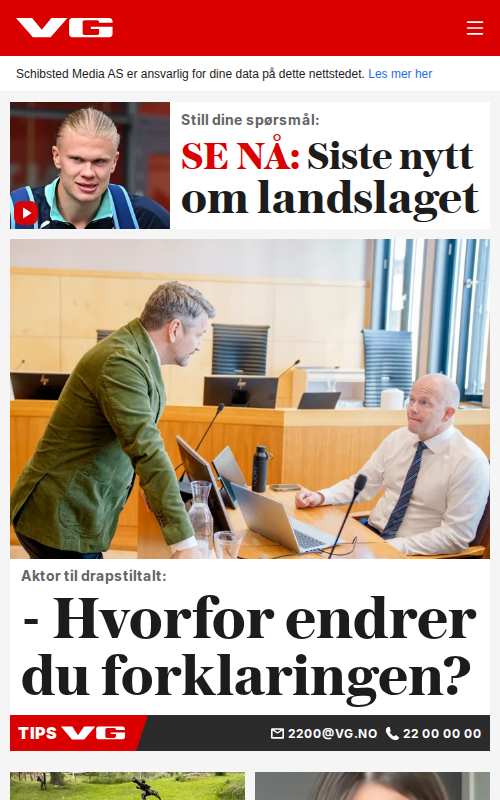 VG
Schibsted Media AS er ansvarlig for dine data på dette nettstedet. Les mer her
Still dine spørsmål:
SE NÅ: Siste nytt
om landslaget
Aktor til drapstiltalt:
- Hvorfor endrer
du forklaringen?
TIPS VG 2200@VG.NO 22 00 00 00